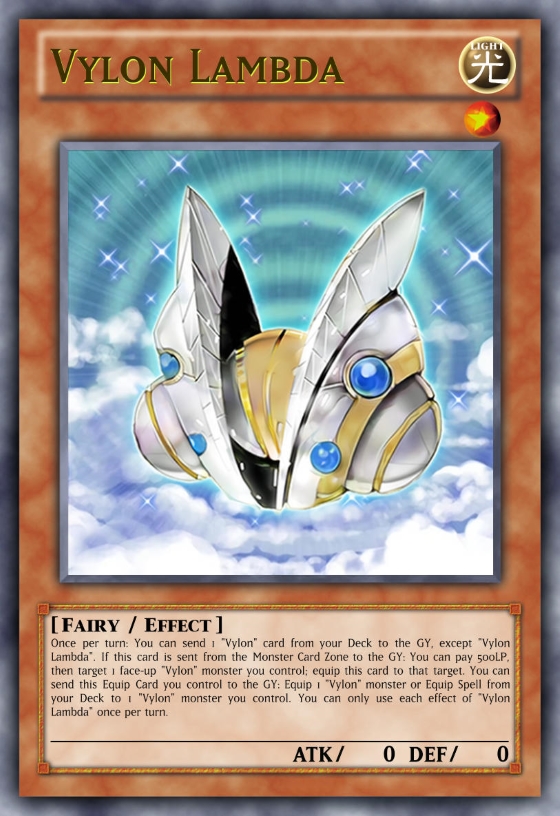 Vylon Lambda
LIGHT
光
[ Fairy / Effect ]
Once per turn: You can send 1 "Vylon" card from your Deck to the GY, except "Vylon
Lambda". If this card is sent from the Monster Card Zone to the GY: You can pay 500LP,
then target 1 face-up "Vylon" monster you control; equip this card to that target. You can
send this Equip Card you control to the GY: Equip 1 "Vylon" monster or Equip Spell from
your Deck to 1 "Vylon" monster you control. You can only use each effect of "Vylon
Lambda" once per turn.
ATK/ 0 DEF/ 0